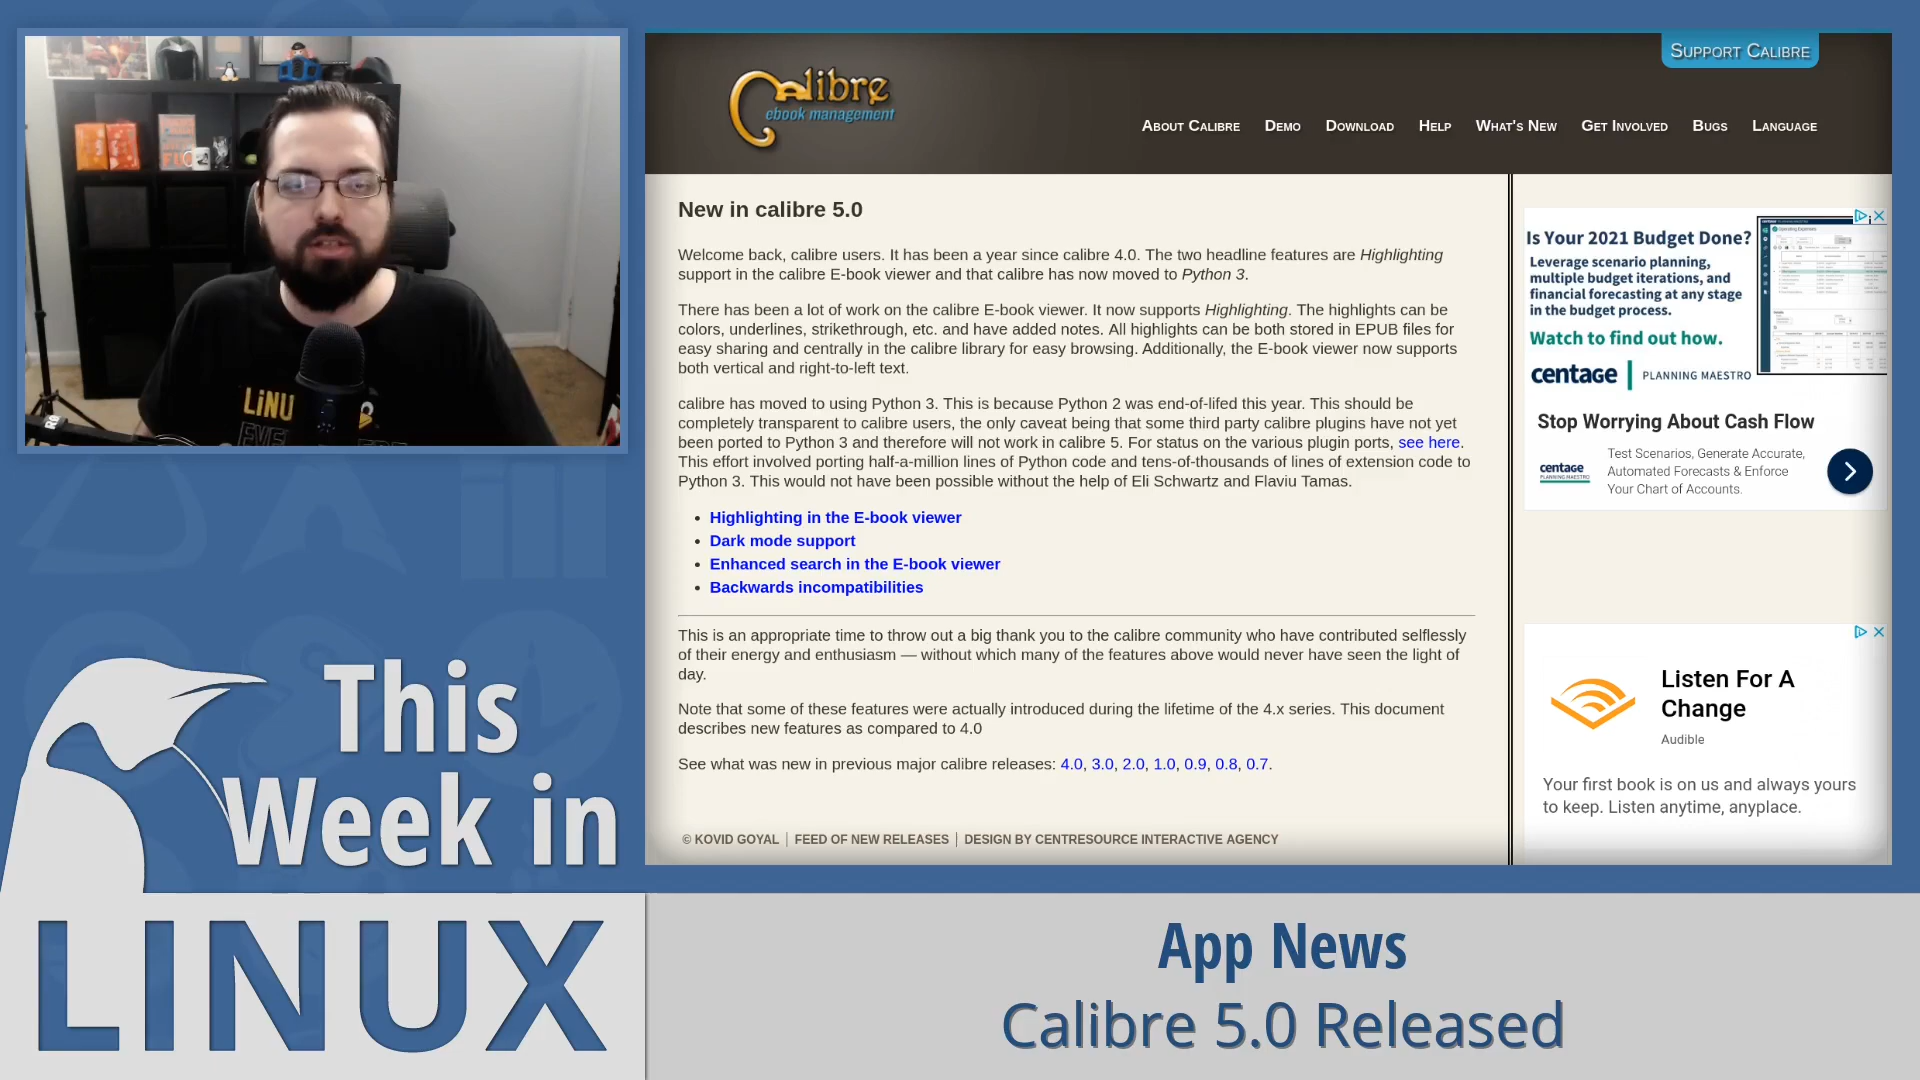 Support Calibre
Calibre
ebook management
About Calibre Demo Download Help What's New Get Involved Bugs Language
New in calibre 5.0
Welcome back, calibre users. It has been a year since calibre 4.0. The two headline features are Highlighting
support in the calibre E-book viewer and that calibre has now moved to Python 3.
There has been a lot of work on the calibre E-book viewer. It now supports Highlighting. The highlights can be
colors, underlines, strikethrough, etc. and have added notes. All highlights can be both stored in EPUB files for
easy sharing and centrally in the calibre library for easy browsing. Additionally, the E-book viewer now supports
both vertical and right-to-left text.
calibre has moved to using Python 3. This is because Python 2 was end-of-lifed this year. This should be
completely transparent to calibre users, the only caveat being that some third party calibre plugins have not yet
been ported to Python 3 and therefore will not work in calibre 5. For status on the various plugin ports, see here.
This effort involved porting half-a-million lines of Python code and tens-of-thousands of lines of extension code to
Python 3. This would not have been possible without the help of Eli Schwartz and Flaviu Tamas.
• Highlighting in the E-book viewer
• Dark mode support
• Enhanced search in the E-book viewer
• Backwards incompatibilities
This is an appropriate time to throw out a big thank you to the calibre community who have contributed selflessly
of their energy and enthusiasm — without which many of the features above would never have seen the light of
day.
Note that some of these features were actually introduced during the lifetime of the 4.x series. This document
describes new features as compared to 4.0
See what was new in previous major calibre releases: 4.0, 3.0, 2.0, 1.0, 0.9, 0.8, 0.7.
© KOVID GOYAL | FEED OF NEW RELEASES | DESIGN BY CENTRESOURCE INTERACTIVE AGENCY
Is Your 2021 Budget Done?
Leverage scenario planning,
multiple budget iterations, and
financial forecasting at any stage
in the budget process.
Watch to find out how.
centage | PLANNING MAESTRO
centage
Operating Expenses
Stop Worrying About Cash Flow
centage
PLANNING MAESTRO
Test Scenarios, Generate Accurate,
Automated Forecasts & Enforce
Your Chart of Accounts.
Listen For A
Change
Audible
Your first book is on us and always yours
to keep. Listen anytime, anyplace.
LiNU
This
Week in
LINUX
App News
Calibre 5.0 Released